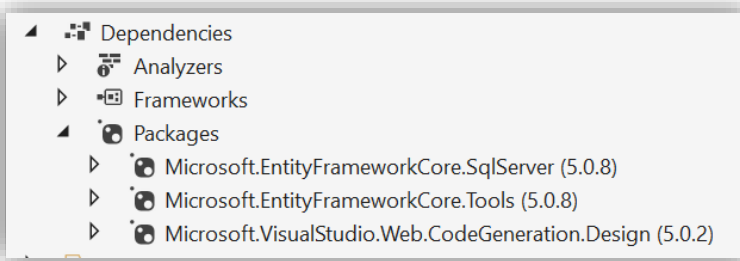 Dependencies
Analyzers
Frameworks
Packages
Microsoft.EntityFrameworkCore.SqlServer (5.0.8)
Microsoft.EntityFrameworkCore.Tools (5.0.8)
Microsoft.VisualStudio.Web.CodeGeneration.Design (5.0.2)